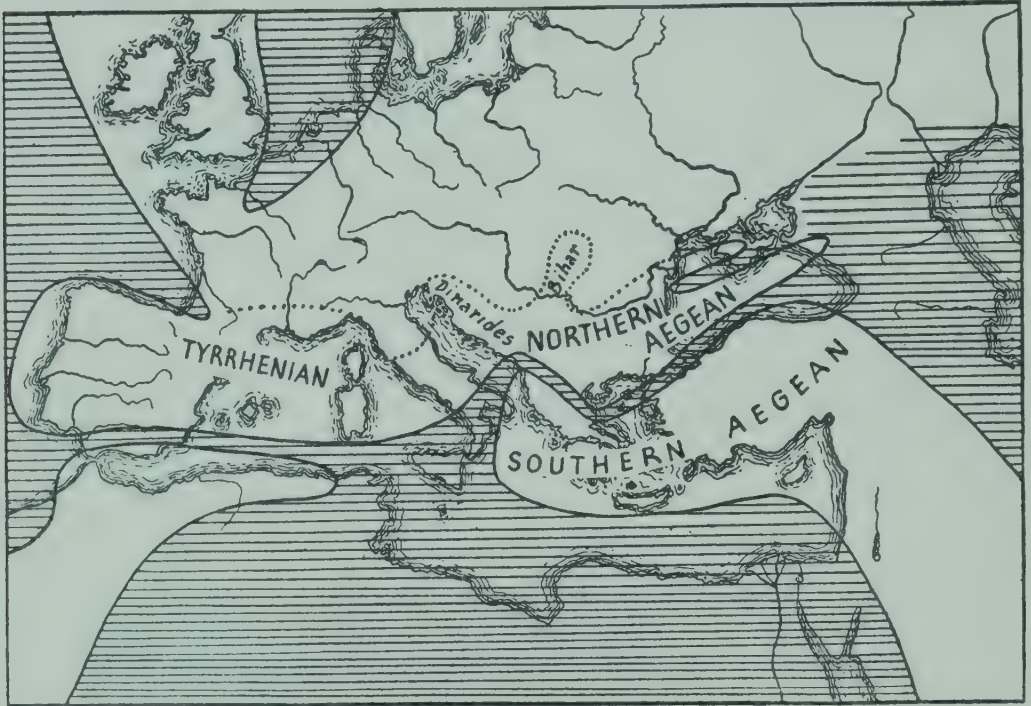 Bihar
Dinarides
NORTHERN
AEGEAN
TYRRHENIAN
AEGEAN
SOUTHERN